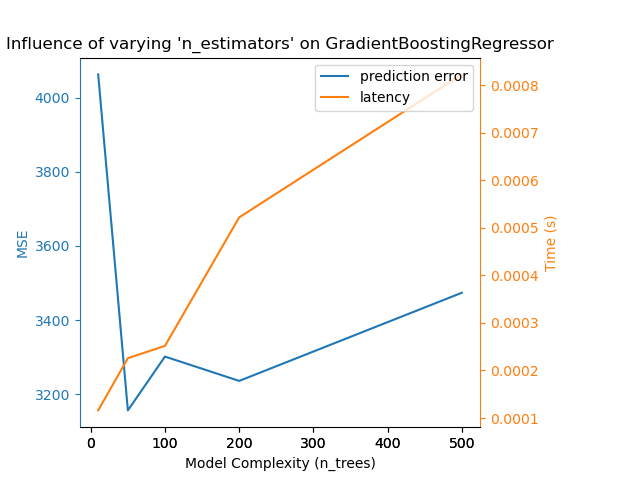 Influence of varying 'n_estimators' on GradientBoostingRegressor
prediction error
latency
4000
3800
3600
3400
3200
MSE
0.0008
0.0007
0.0006
0.0005
0.0004
0.0003
0.0002
0.0001
Time (s)
0 100 200 300 400 500
Model Complexity (n_trees)